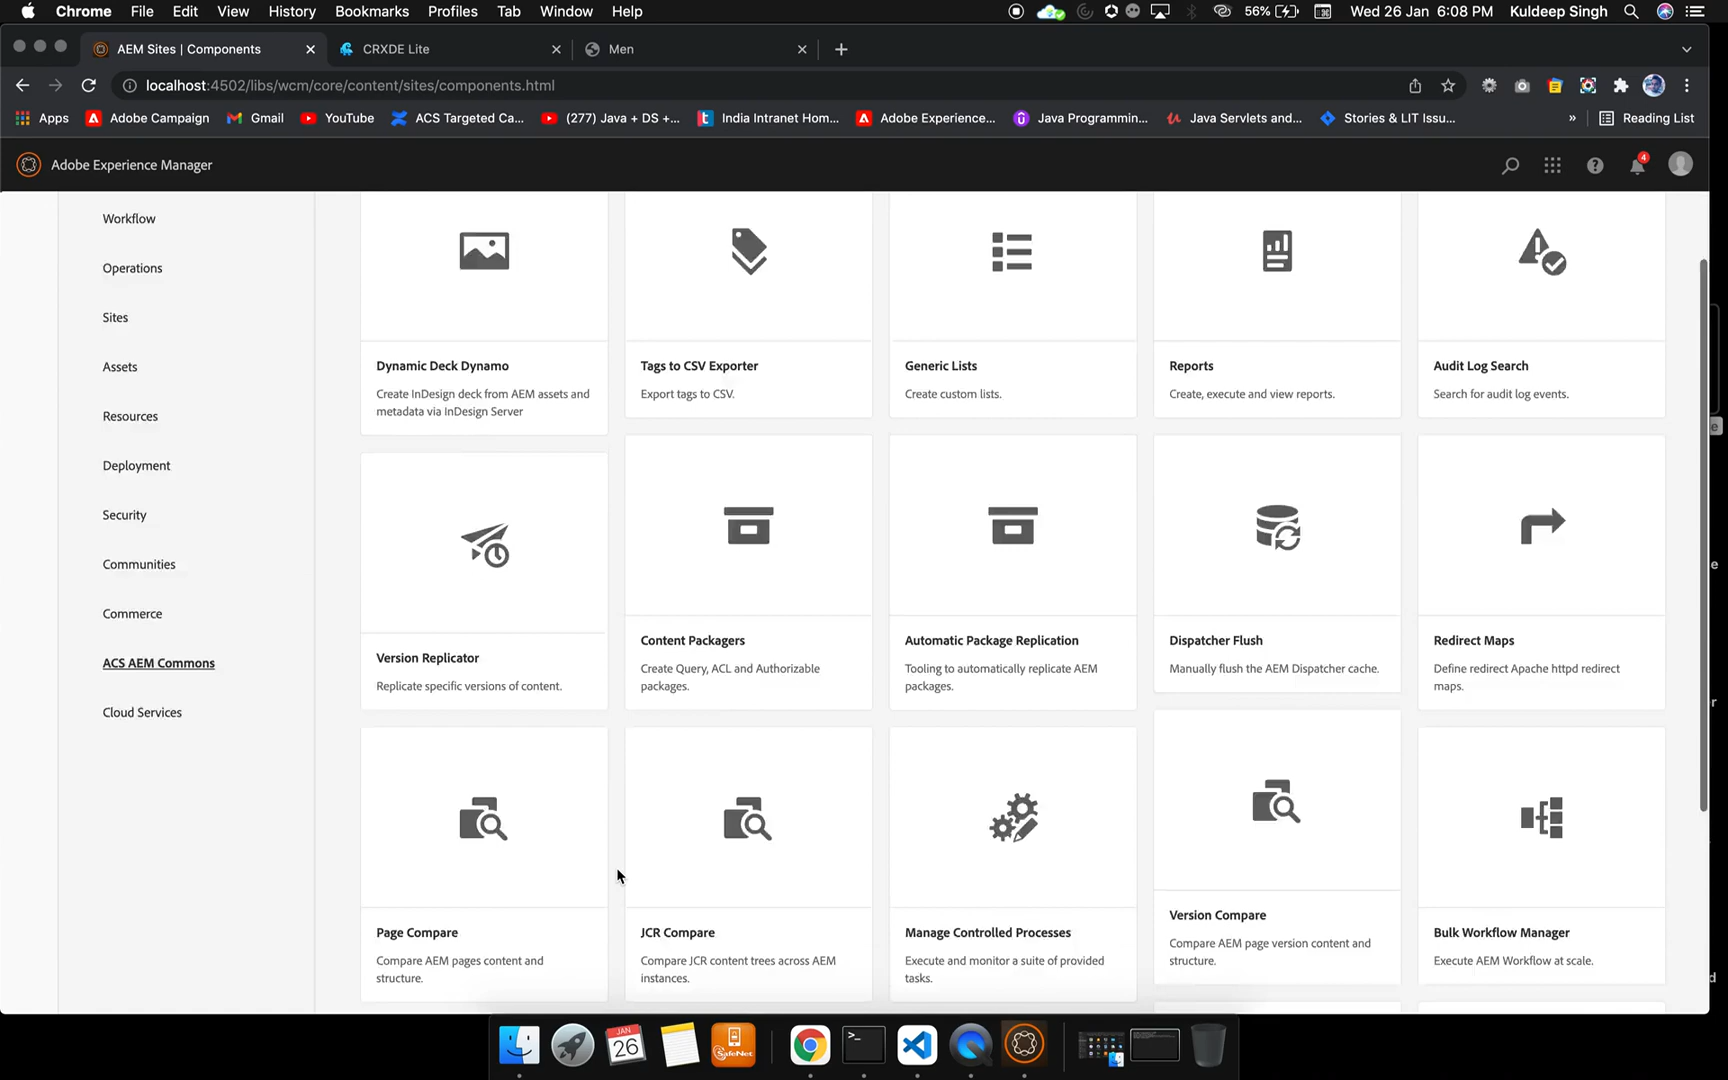 Chrome File Edit View History Bookmarks Profiles Tab Window Help 56% Wed 26 Jan 6:08 PM Kuldeep Singh
AEM Sites | Components CRXDE Lite Men
localhost:4502/libs/wcm/core/content/sites/components.html
Apps Adobe Campaign Gmail YouTube ACS Targeted Ca... (277) Java + DS +... India Intranet Hom... Adobe Experience... Java Programmin... Java Servlets and... Stories & LIT Issu... » Reading List
Adobe Experience Manager 4
Workflow
Operations
Sites
Assets
Resources
Deployment
Security
Communities
Commerce
ACS AEM Commons
Cloud Services
Dynamic Deck Dynamo
Create InDesign deck from AEM assets and
metadata via InDesign Server
Tags to CSV Exporter
Export tags to CSV.
Generic Lists
Create custom lists.
Reports
Create, execute and view reports.
Audit Log Search
Search for audit log events.
Version Replicator
Replicate specific versions of content.
Content Packagers
Create Query, ACL and Authorizable
packages.
Automatic Package Replication
Tooling to automatically replicate AEM
packages.
Dispatcher Flush
Manually flush the AEM Dispatcher cache.
Redirect Maps
Define redirect Apache httpd redirect
maps.
Page Compare
Compare AEM pages content and
structure.
JCR Compare
Compare JCR content trees across AEM
instances.
Manage Controlled Processes
Execute and monitor a suite of provided
tasks.
Version Compare
Compare AEM page version content and
structure.
Bulk Workflow Manager
Execute AEM Workflow at scale.
JAN
26
SafeNet